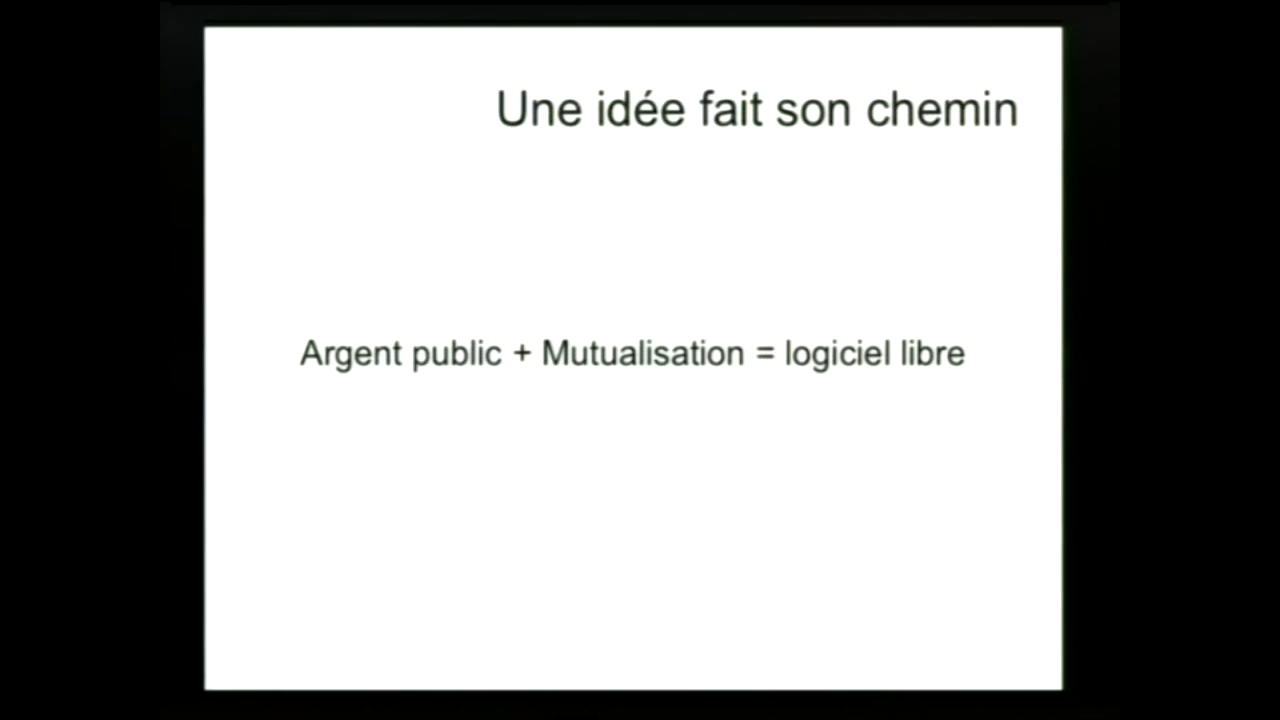 Une idée fait son chemin
Argent public + Mutualisation = logiciel libre